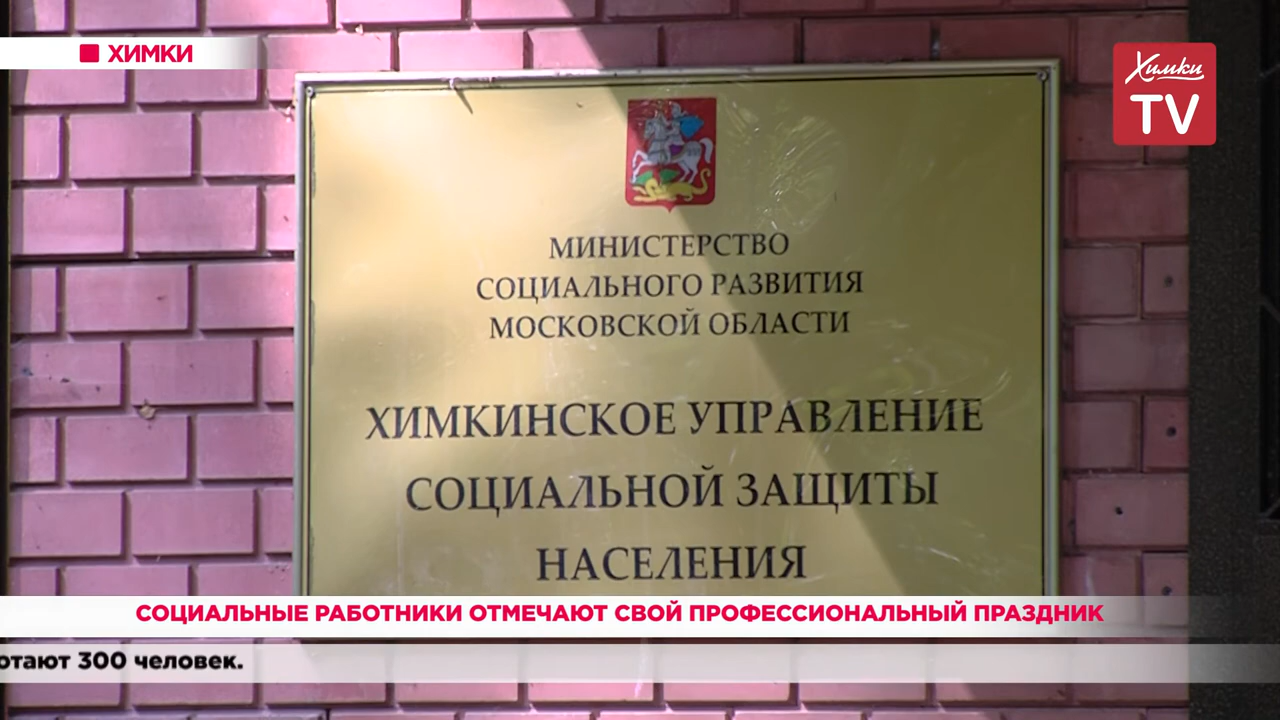 ХИМКИ
Химки
TV
МИНИСТЕРСТВО
СОЦИАЛЬНОГО РАЗВИТИЯ
МОСКОВСКОЙ ОБЛАСТИ
ХИМКИНСКОЕ УПРАВЛЕНИЕ
СОЦИАЛЬНОЙ ЗАЩИТЫ
НАСЕЛЕНИЯ
СОЦИАЛЬНЫЕ РАБОТНИКИ ОТМЕЧАЮТ СВОЙ ПРОФЕССИОНАЛЬНЫЙ ПРАЗДНИК
отают 300 человек.